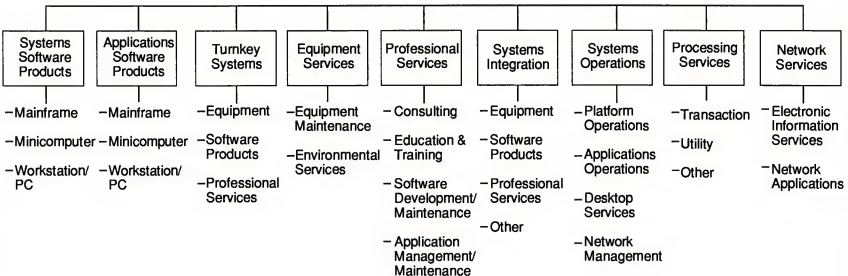 Systems
Software
Products
Applications
Software
Products
Turnkey
Systems
Equipment
Services
Professional
Services
Systems
Integration
Systems
Operations
Processing
Services
Network
Services
–Mainframe
–Minicomputer
–Workstation/
PC
–Mainframe
–Minicomputer
–Workstation/
PC
–Equipment
–Software
Products
–Professional
Services
–Equipment
Maintenance
–Environmental
Services
–Consulting
–Education &
Training
–Software
Development/
Maintenance
–Application
Management/
Maintenance
–Equipment
–Software
Products
–Professional
Services
–Other
–Platform
Operations
–Applications
Operations
–Desktop
Services
–Network
Management
–Transaction
–Utility
–Other
–Electronic
Information
Services
–Network
Applications